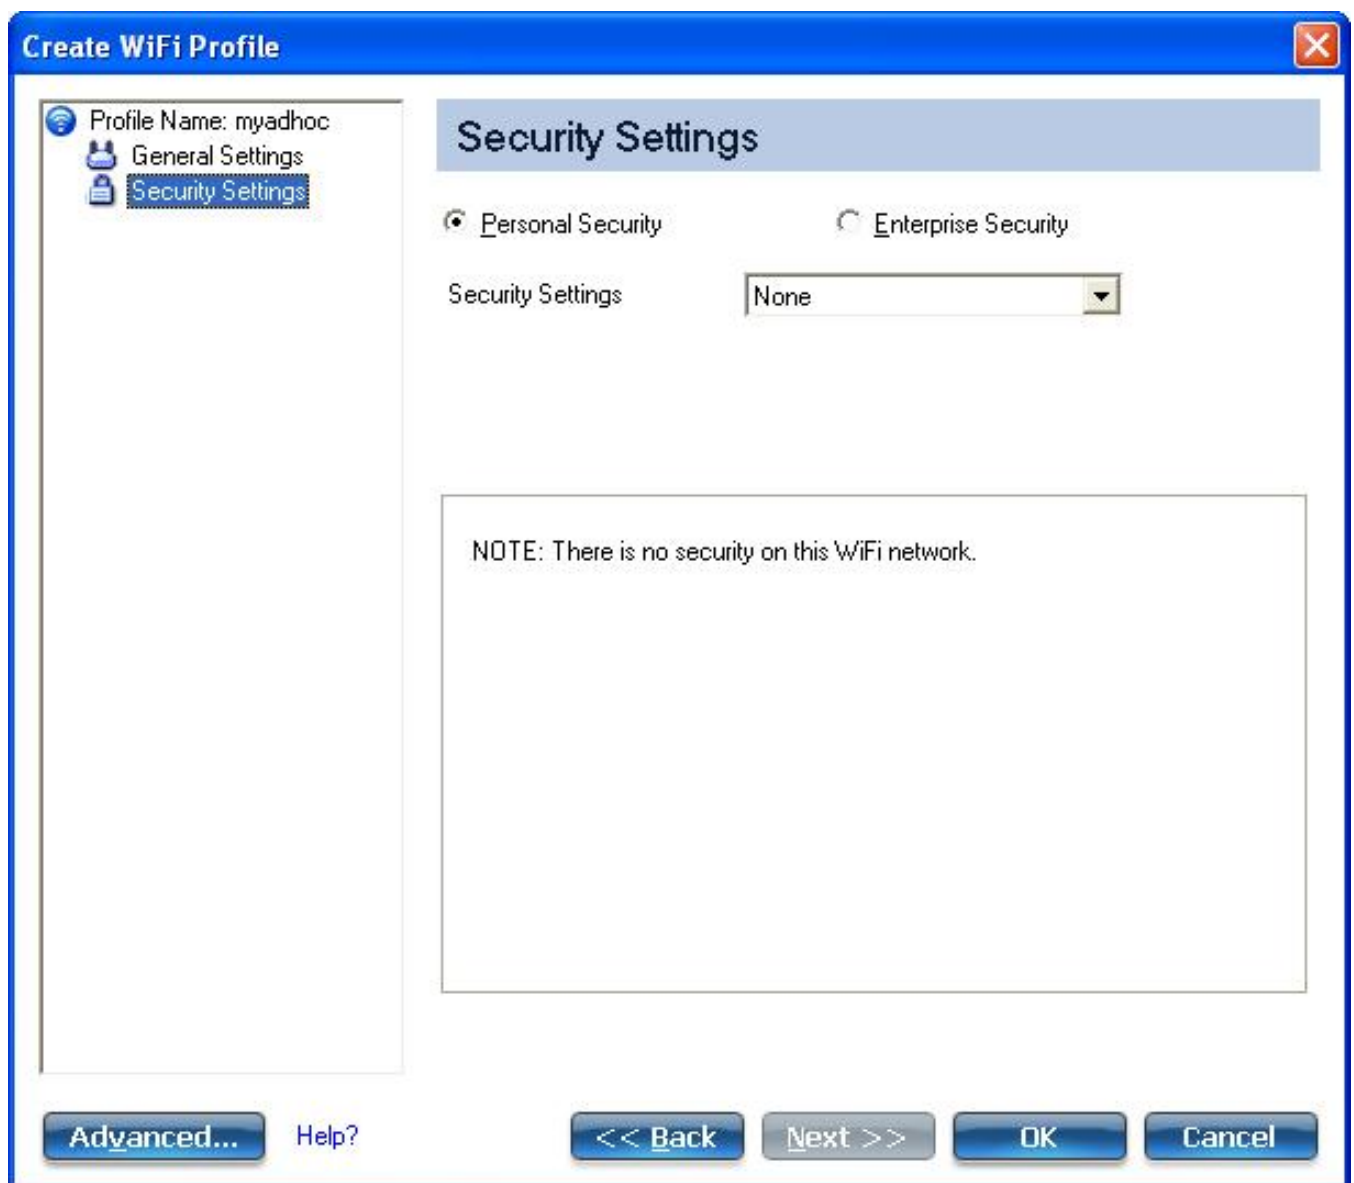 Create WiFi Profile
Profile Name: myadhoc
General Settings
Security Settings
Security Settings
Personal Security
Enterprise Security
Security Settings
None
NOTE: There is no security on this WiFi network.
Advanced...
Help?
<< Back
Next >>
OK
Cancel